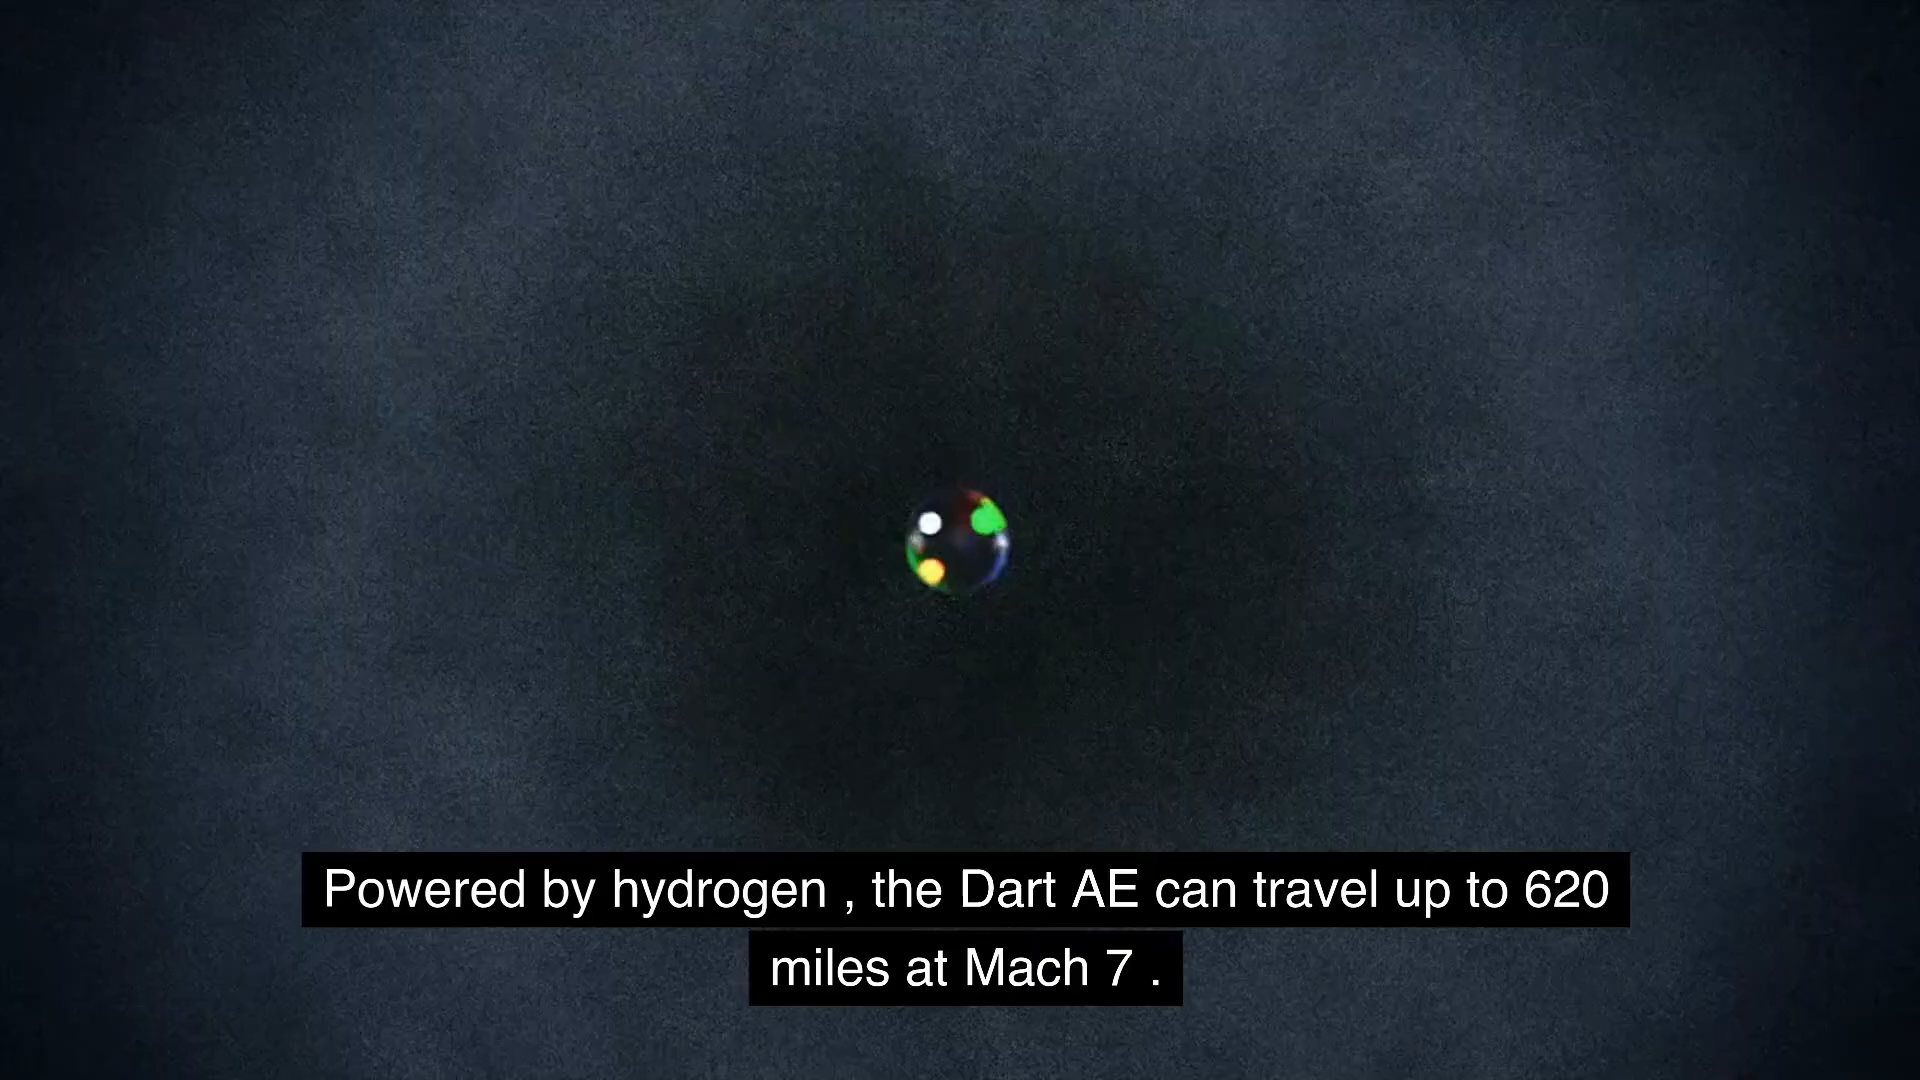 Powered by hydrogen , the Dart AE can travel up to 620
miles at Mach 7 .